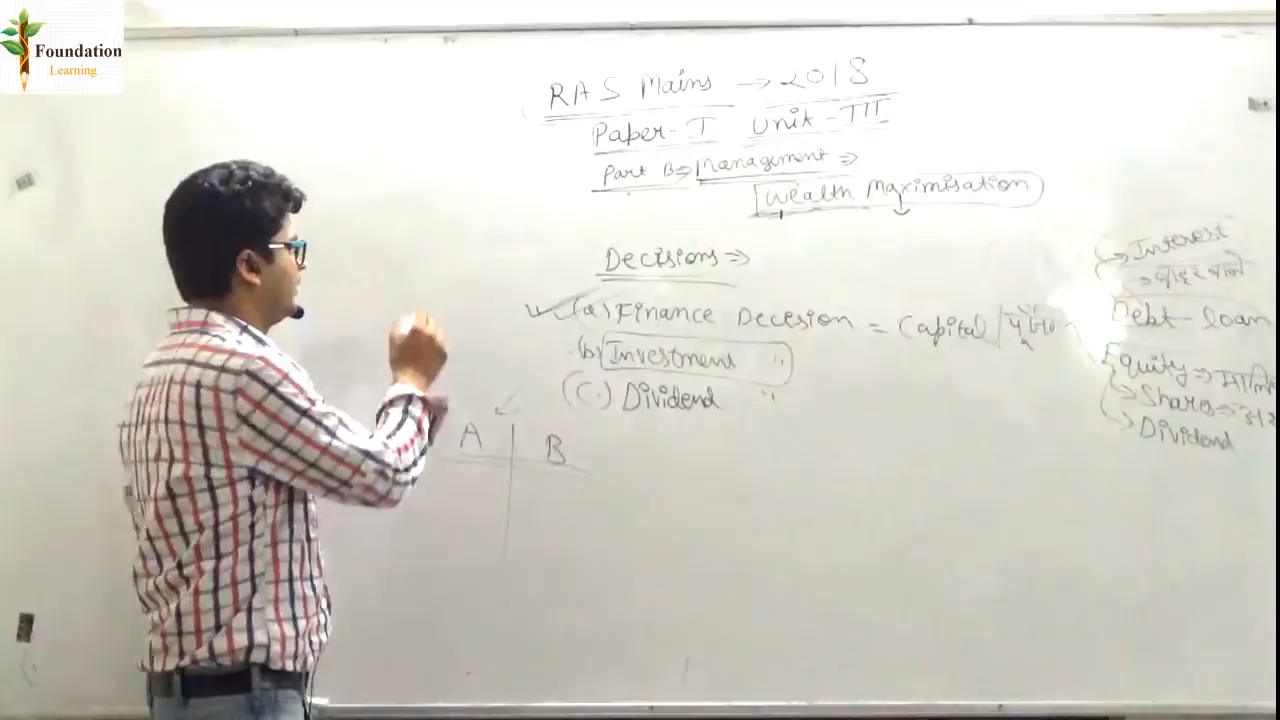 Foundation
Learning
RAS Mains → 2018
Paper-I Unit-III
Part B ⇒ Management ⇒
Wealth Maximisation
Decisions ⇒
(a) Finance Decision = Capital
(b) Investment "
(C.) Dividend "
A B
→ Interest
Debt - loan
Equity →
→ Shares →
→ Dividend